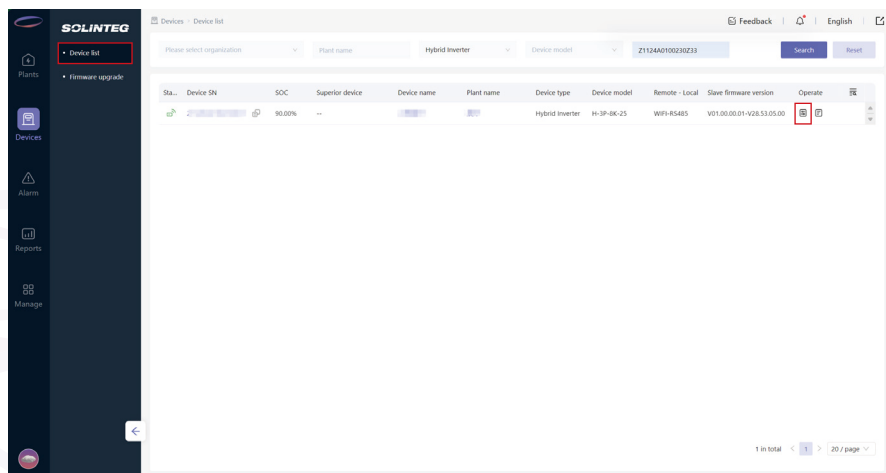 SOLINTEG
Devices / Device list
Feedback
English
Please select organization
Plant name
Hybrid Inverter
Device model
Z1124A0100230Z33
Search
Reset
Plants
Devices
Alarm
Reports
Manage
• Device list
• Firmware upgrade
Sta... Device SN SOC Superior device Device name Plant name Device type Device model Remote - Local Slave firmware version Operate
90.00% -- Hybrid Inverter H-3P-8K-25 WIFI-RS485 V01.00.00.01-V28.53.05.00
1 in total < 1 > 20 / page